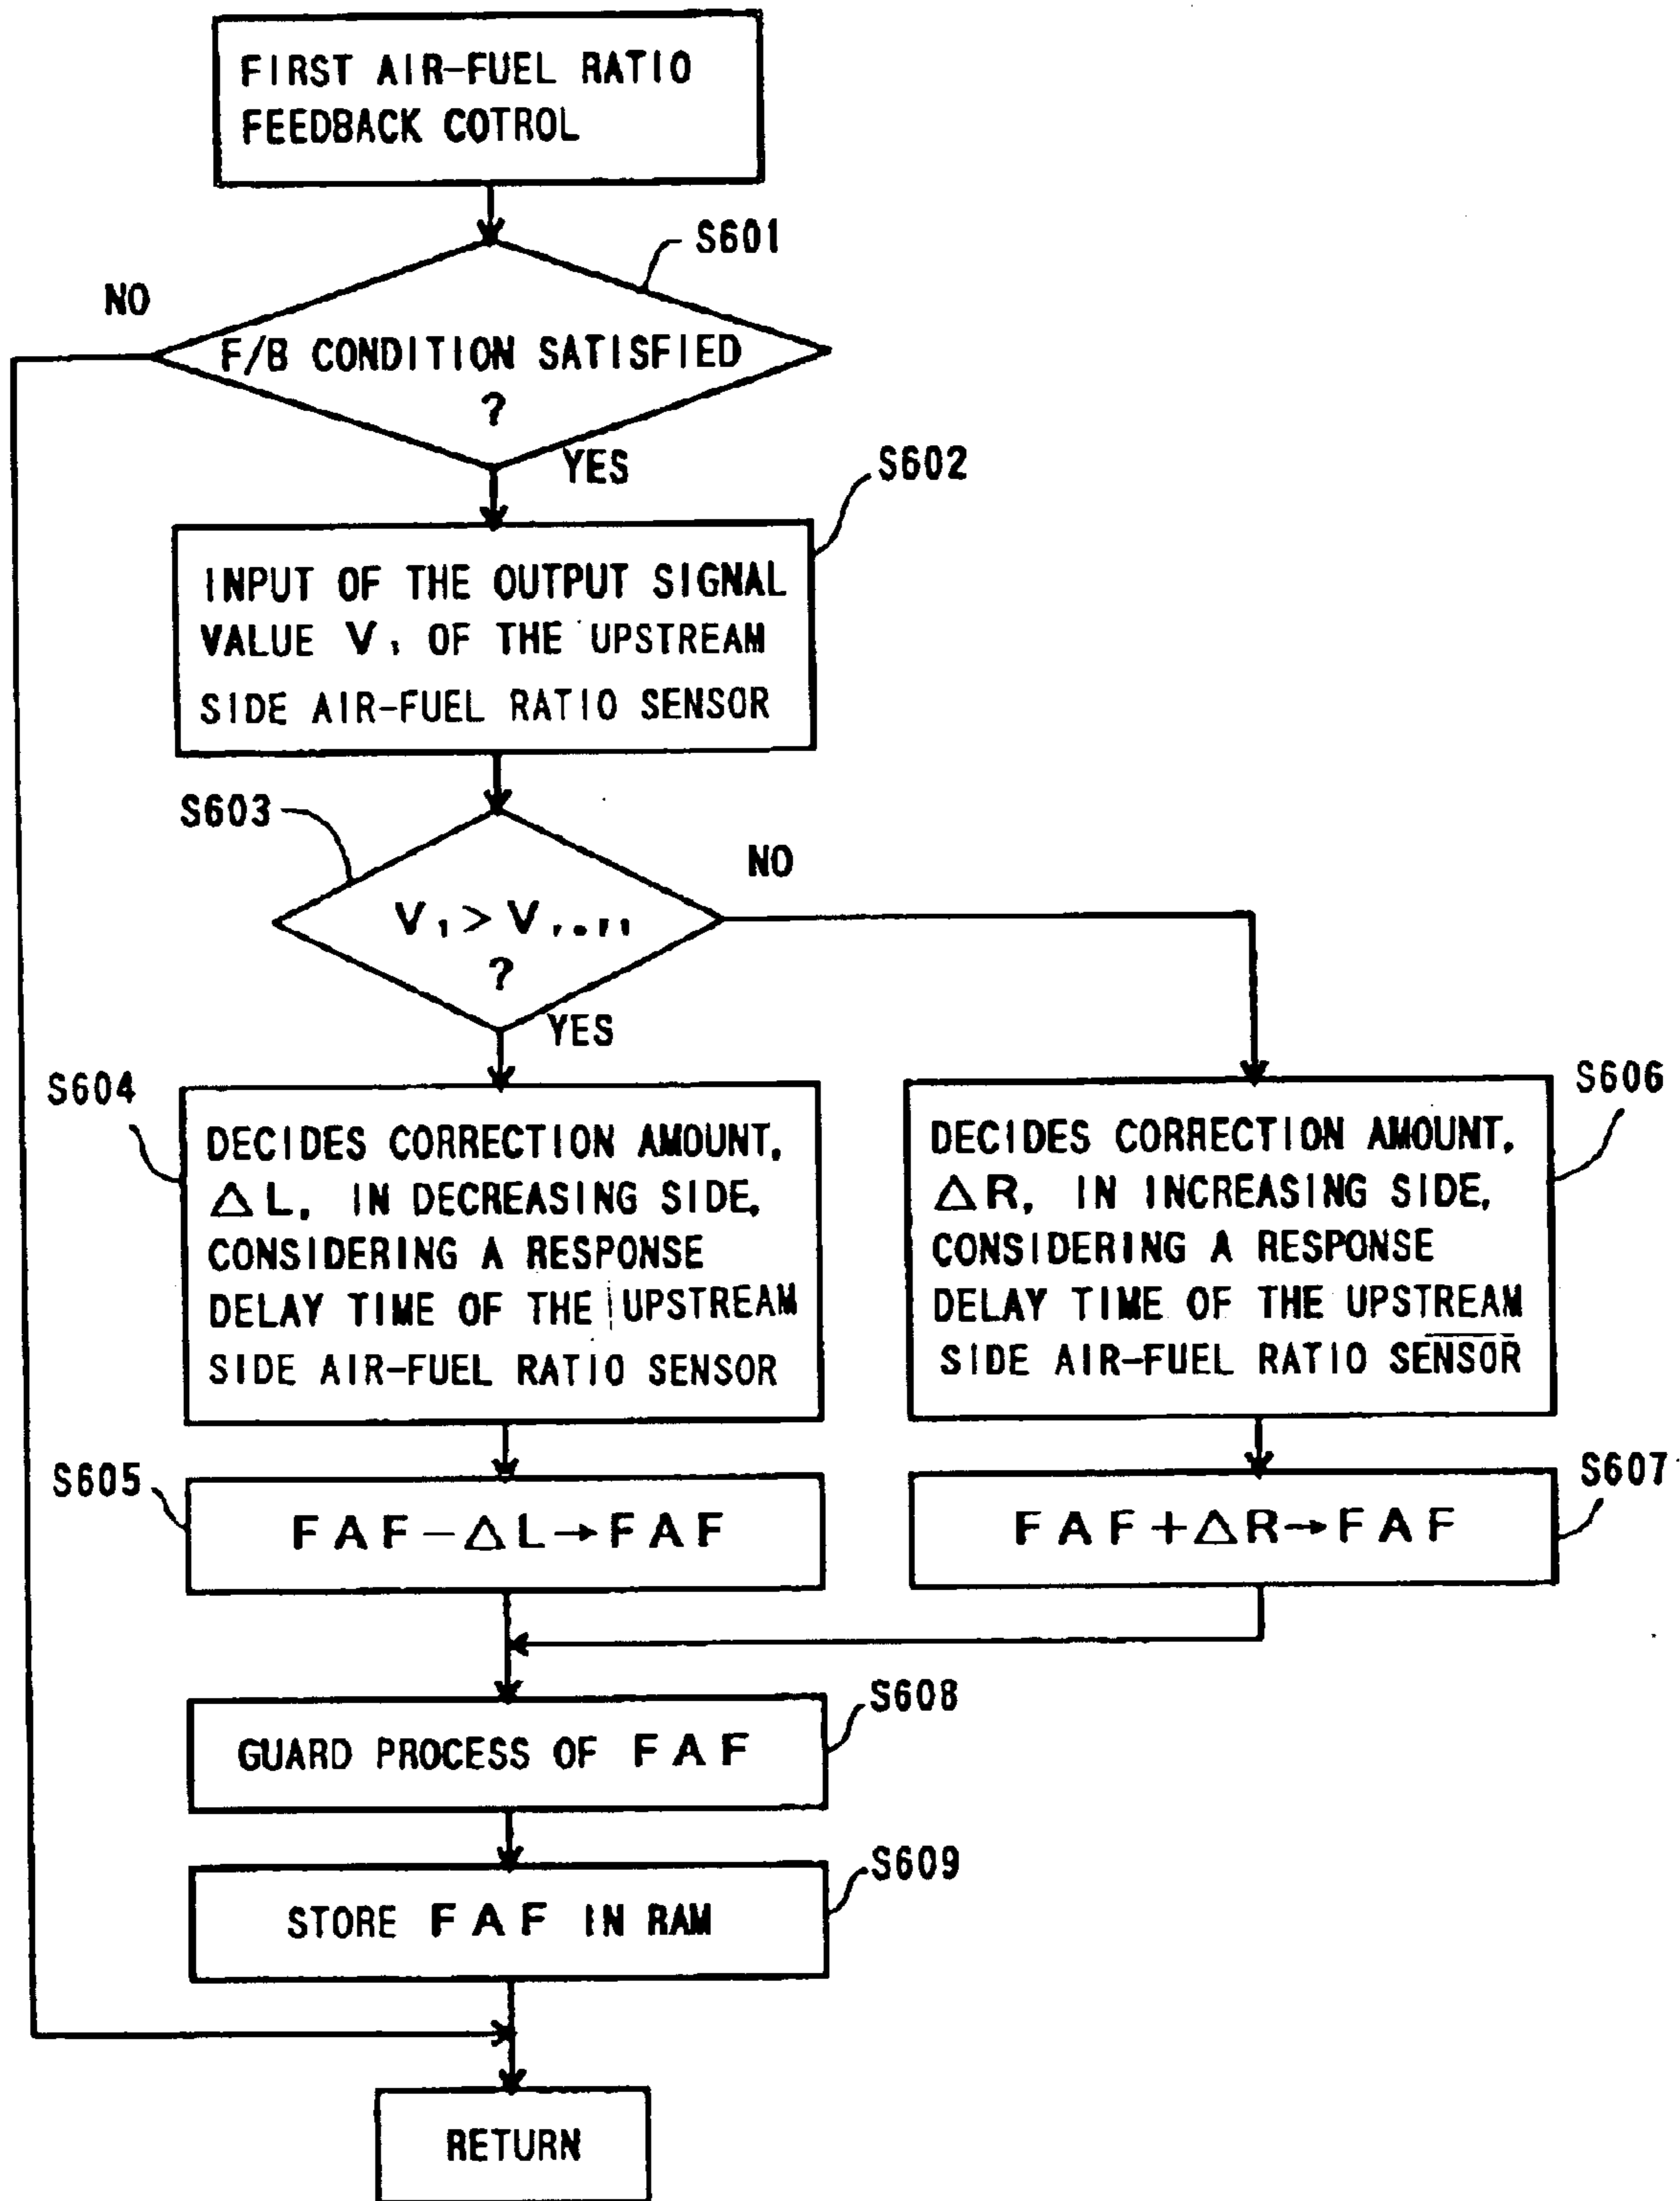 FIRST AIR-FUEL RATIO
FEEDBACK COTROL
S601
NO
F/B CONDITION SATISFIED
?
YES
S602
INPUT OF THE OUTPUT SIGNAL
VALUE V₁ OF THE UPSTREAM
SIDE AIR-FUEL RATIO SENSOR
S603
NO
V₁ > V
?
YES
S604
DECIDES CORRECTION AMOUNT,
△L, IN DECREASING SIDE,
CONSIDERING A RESPONSE
DELAY TIME OF THE UPSTREAM
SIDE AIR-FUEL RATIO SENSOR
S606
DECIDES CORRECTION AMOUNT,
△R, IN INCREASING SIDE,
CONSIDERING A RESPONSE
DELAY TIME OF THE UPSTREAM
SIDE AIR-FUEL RATIO SENSOR
S605
FAF-△L→FAF
S607
FAF+△R→FAF
S608
GUARD PROCESS OF FAF
S609
STORE FAF IN RAM
RETURN